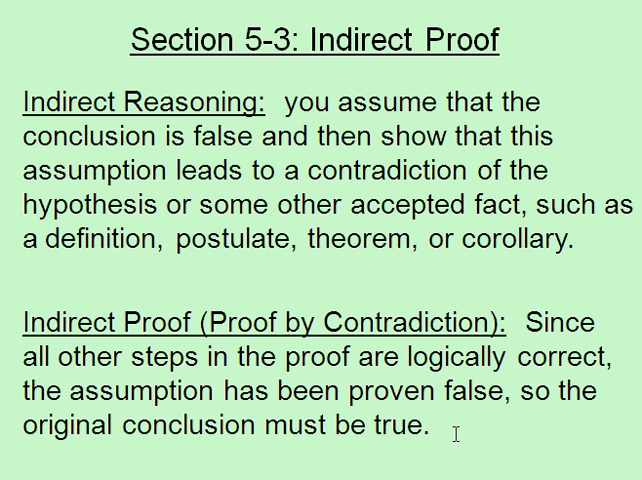 Section 5-3: Indirect Proof
Indirect Reasoning: you assume that the
conclusion is false and then show that this
assumption leads to a contradiction of the
hypothesis or some other accepted fact, such as
a definition, postulate, theorem, or corollary.
Indirect Proof (Proof by Contradiction): Since
all other steps in the proof are logically correct,
the assumption has been proven false, so the
original conclusion must be true.